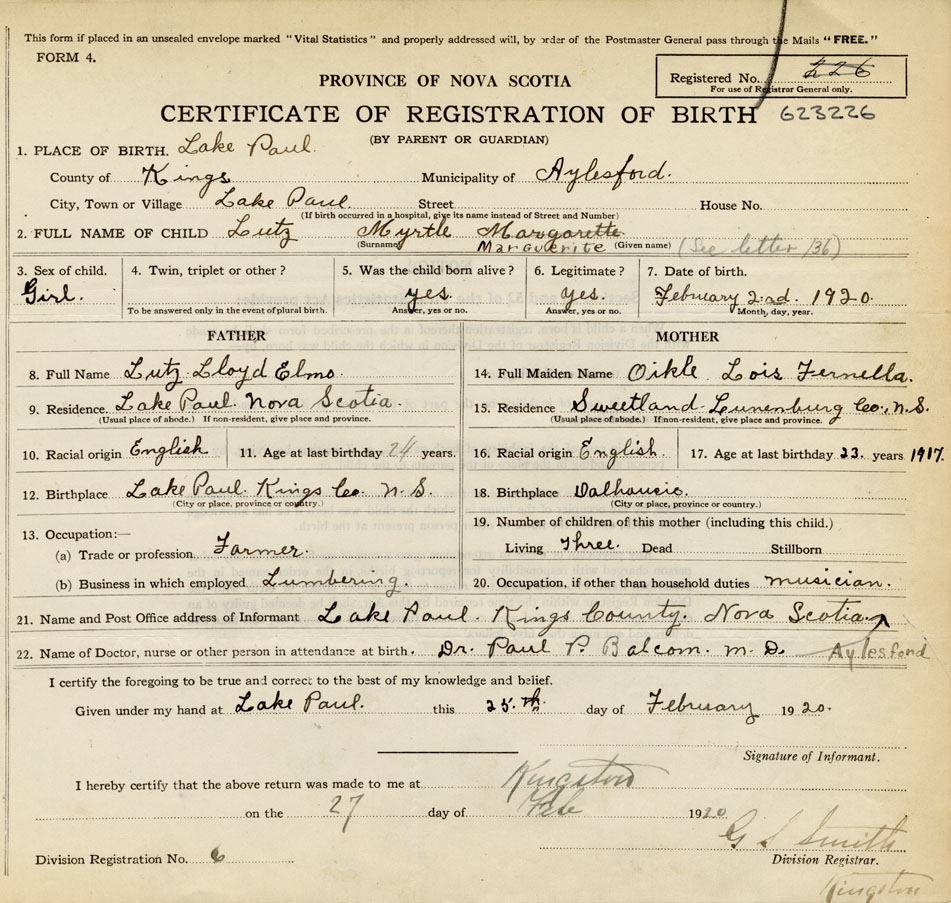 This form if placed in an unsealed envelope marked "Vital Statistics" and properly addressed will, by order of the Postmaster General pass through the Mails "FREE."
FORM 4.
PROVINCE OF NOVA SCOTIA
Registered No. 226
For use of Registrar General only.
CERTIFICATE OF REGISTRATION OF BIRTH 623226
(BY PARENT OR GUARDIAN)
1. PLACE OF BIRTH. Lake Paul.
County of Kings Municipality of Aylesford.
City, Town or Village Lake Paul. Street House No.
(If birth occurred in a hospital, give its name instead of Street and Number)
2. FULL NAME OF CHILD Lutz Myrtle Margarette
(Surname) Marguerite (Given name) (See letter /36)
3. Sex of child. 4. Twin, triplet or other? 5. Was the child born alive? 6. Legitimate? 7. Date of birth.
Girl. yes. Yes. February 2nd. 1920.
To be answered only in the event of plural birth. Answer, yes or no. Answer, yes or no. Month, day, year.
FATHER MOTHER
8. Full Name Lutz Lloyd Elmo. 14. Full Maiden Name Oikle Lois Fernella.
9. Residence. Lake Paul Nova Scotia. 15. Residence Sweetland Lunenburg Co., N.S.
(Usual place of abode.) If non-resident, give place and province. (Usual place of abode.) If non-resident, give place and province.
10. Racial origin English 11. Age at last birthday 24 years. 16. Racial origin English. 17. Age at last birthday 23. years 1917.
12. Birthplace Lake Paul. Kings Co. N. S. 18. Birthplace Dalhousie.
(City or place, province or country.) (City or place, province or country.)
19. Number of children of this mother (including this child.)
13. Occupation:—
(a) Trade or profession Farmer. Living Three. Dead Stillborn
(b) Business in which employed Lumbering. 20. Occupation, if other than household duties musician.
21. Name and Post Office address of Informant Lake Paul. Kings County. Nova Scotia
22. Name of Doctor, nurse or other person in attendance at birth. Dr. Paul P. Balcom. M. D. Aylesford
I certify the foregoing to be true and correct to the best of my knowledge and belief.
Given under my hand at Lake Paul. this 25.th day of February 1920.
Signature of Informant.
I hereby certify that the above return was made to me at Kingston
on the 27 day of Feb 1920
G S Smith
Division Registration No. 6 Division Registrar.
Kingston